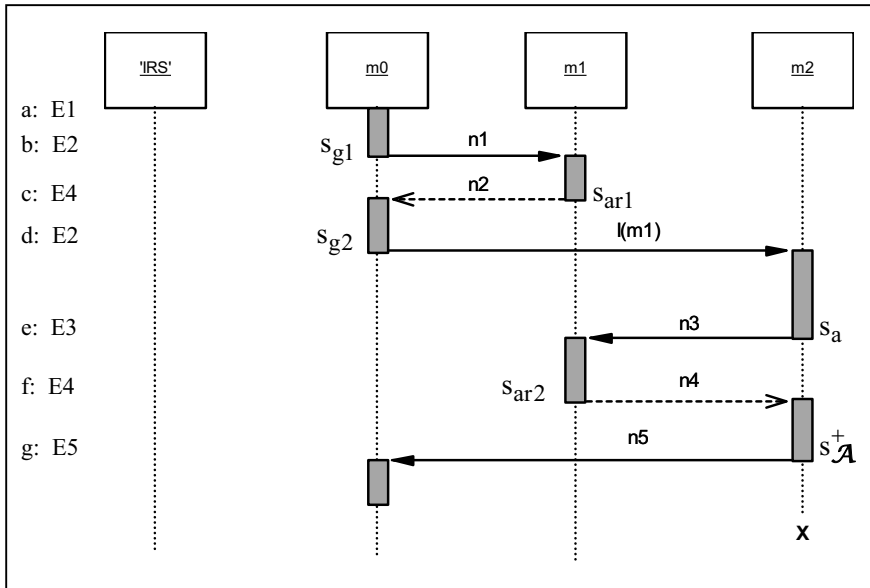 'IRS' m0 m1 m2
a: E1
b: E2 s_g1 n1
c: E4 n2 s_ar1
d: E2 s_g2 I(m1)
e: E3 n3 s_a
f: E4 s_ar2 n4
g: E5 n5 s^+_𝒜
X